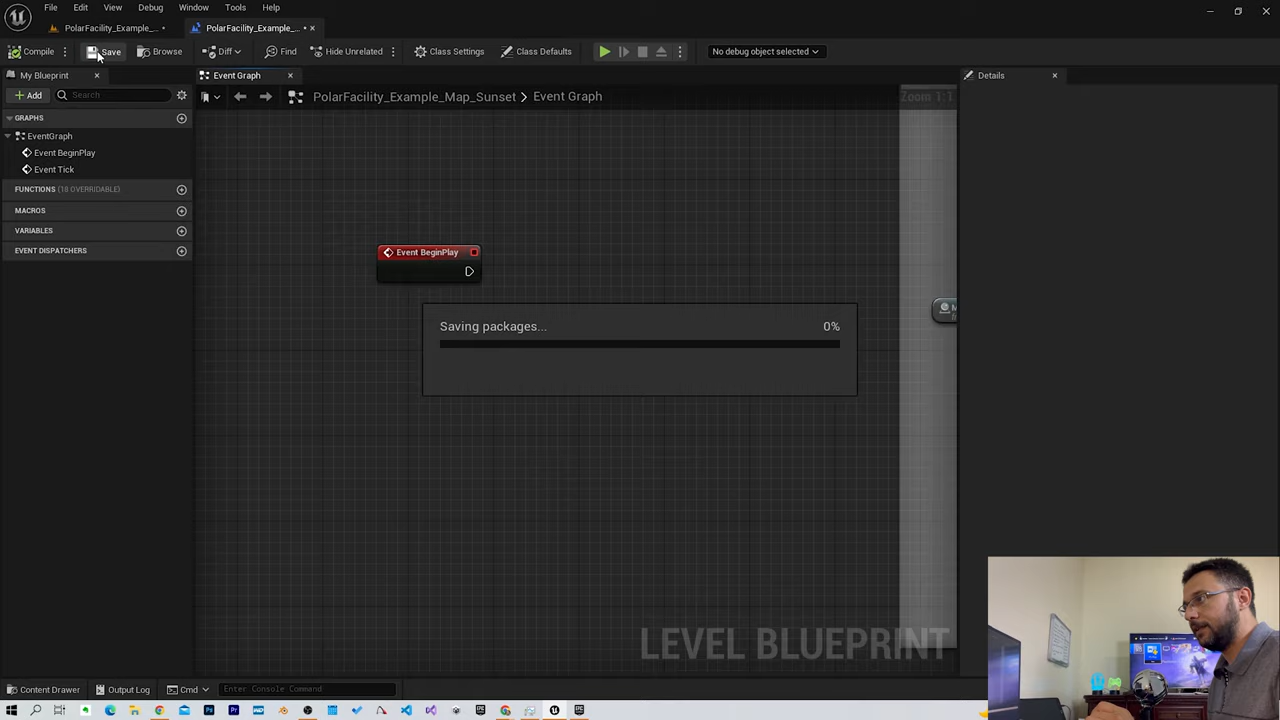 File Edit View Debug Window Tools Help
PolarFacility_Example_... PolarFacility_Example_...
Compile Save Browse Diff Find Hide Unrelated Class Settings Class Defaults No debug object selected
My Blueprint Event Graph Details
Add Search PolarFacility_Example_Map_Sunset > Event Graph Zoom 1:1
GRAPHS
EventGraph
Event BeginPlay
Event Tick
FUNCTIONS (18 OVERRIDABLE)
MACROS
VARIABLES
EVENT DISPATCHERS
Event BeginPlay
Saving packages... 0%
LEVEL BLUEPRINT
Content Drawer Output Log Cmd Enter Console Command